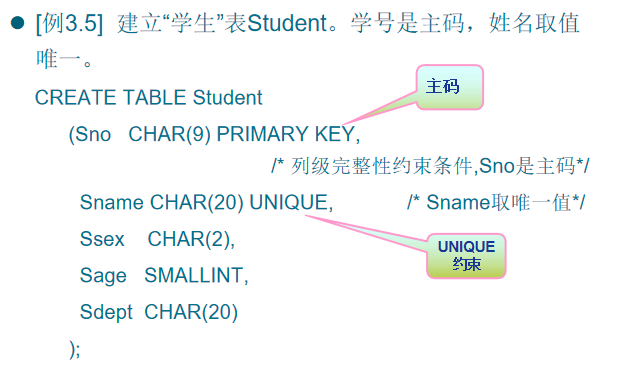 ● [例3.5] 建立“学生”表Student。学号是主码，姓名取值
唯一。
CREATE TABLE Student
主码
(Sno CHAR(9) PRIMARY KEY,
/* 列级完整性约束条件,Sno是主码*/
Sname CHAR(20) UNIQUE, /* Sname取唯一值*/
Ssex CHAR(2),
UNIQUE
约束
Sage SMALLINT,
Sdept CHAR(20)
);